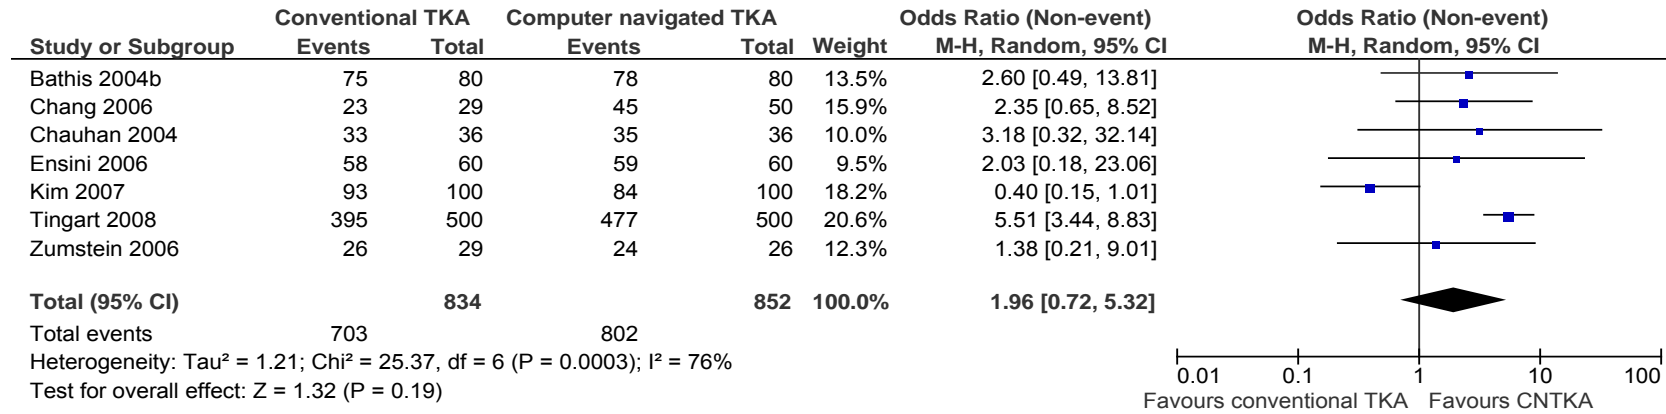 Conventional TKA Computer navigated TKA Odds Ratio (Non-event) Odds Ratio (Non-event)
Study or Subgroup Events Total Events Total Weight M-H, Random, 95% CI M-H, Random, 95% CI
Bathis 2004b 75 80 78 80 13.5% 2.60 [0.49, 13.81]
Chang 2006 23 29 45 50 15.9% 2.35 [0.65, 8.52]
Chauhan 2004 33 36 35 36 10.0% 3.18 [0.32, 32.14]
Ensini 2006 58 60 59 60 9.5% 2.03 [0.18, 23.06]
Kim 2007 93 100 84 100 18.2% 0.40 [0.15, 1.01]
Tingart 2008 395 500 477 500 20.6% 5.51 [3.44, 8.83]
Zumstein 2006 26 29 24 26 12.3% 1.38 [0.21, 9.01]
Total (95% CI) 834 852 100.0% 1.96 [0.72, 5.32]
Total events 703 802
Heterogeneity: Tau² = 1.21; Chi² = 25.37, df = 6 (P = 0.0003); I² = 76%
Test for overall effect: Z = 1.32 (P = 0.19)
0.01 0.1 1 10 100
Favours conventional TKA Favours CNTKA